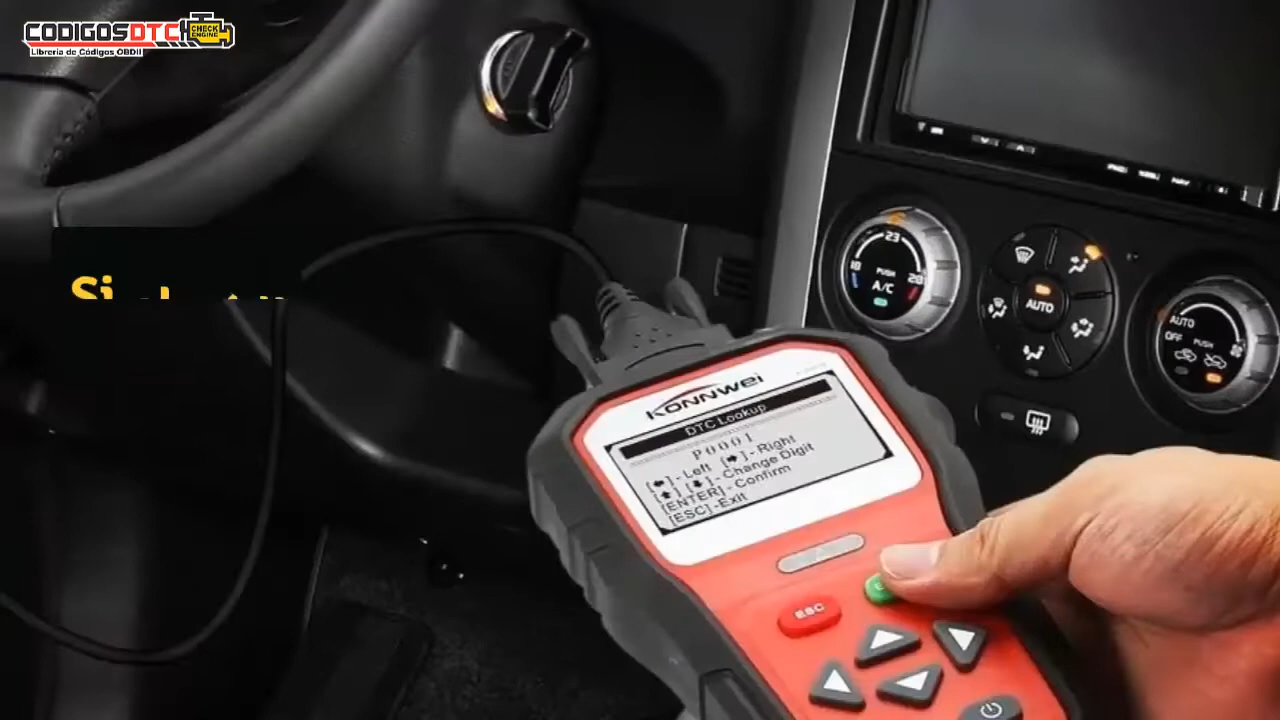 CODIGOSDTC
CHECK
ENGINE
Librería de Códigos OBDII
Si
23
18
28
PUSH
A/C
AUTO
AUTO
OFF
PUSH
KONNWEI
DTC Lookup
P0001
[←]-Left [→]-Right
[↑] [↓]-Change Digit
[ENTER]-Confirm
[ESC]-Exit
ESC